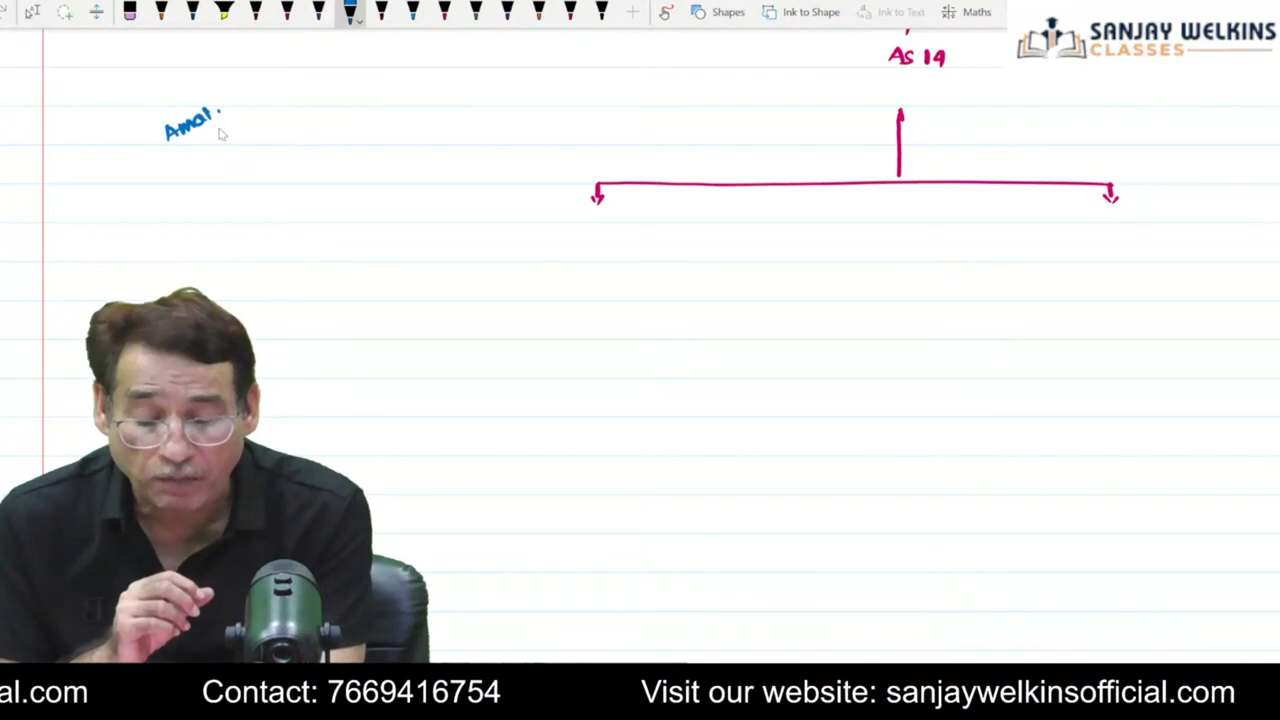 Shapes Ink to Shape Ink to Text Maths
SANJAY WELKINS
CLASSES
AS 14
Amal.
al.com Contact: 7669416754 Visit our website: sanjaywelkinsofficial.com